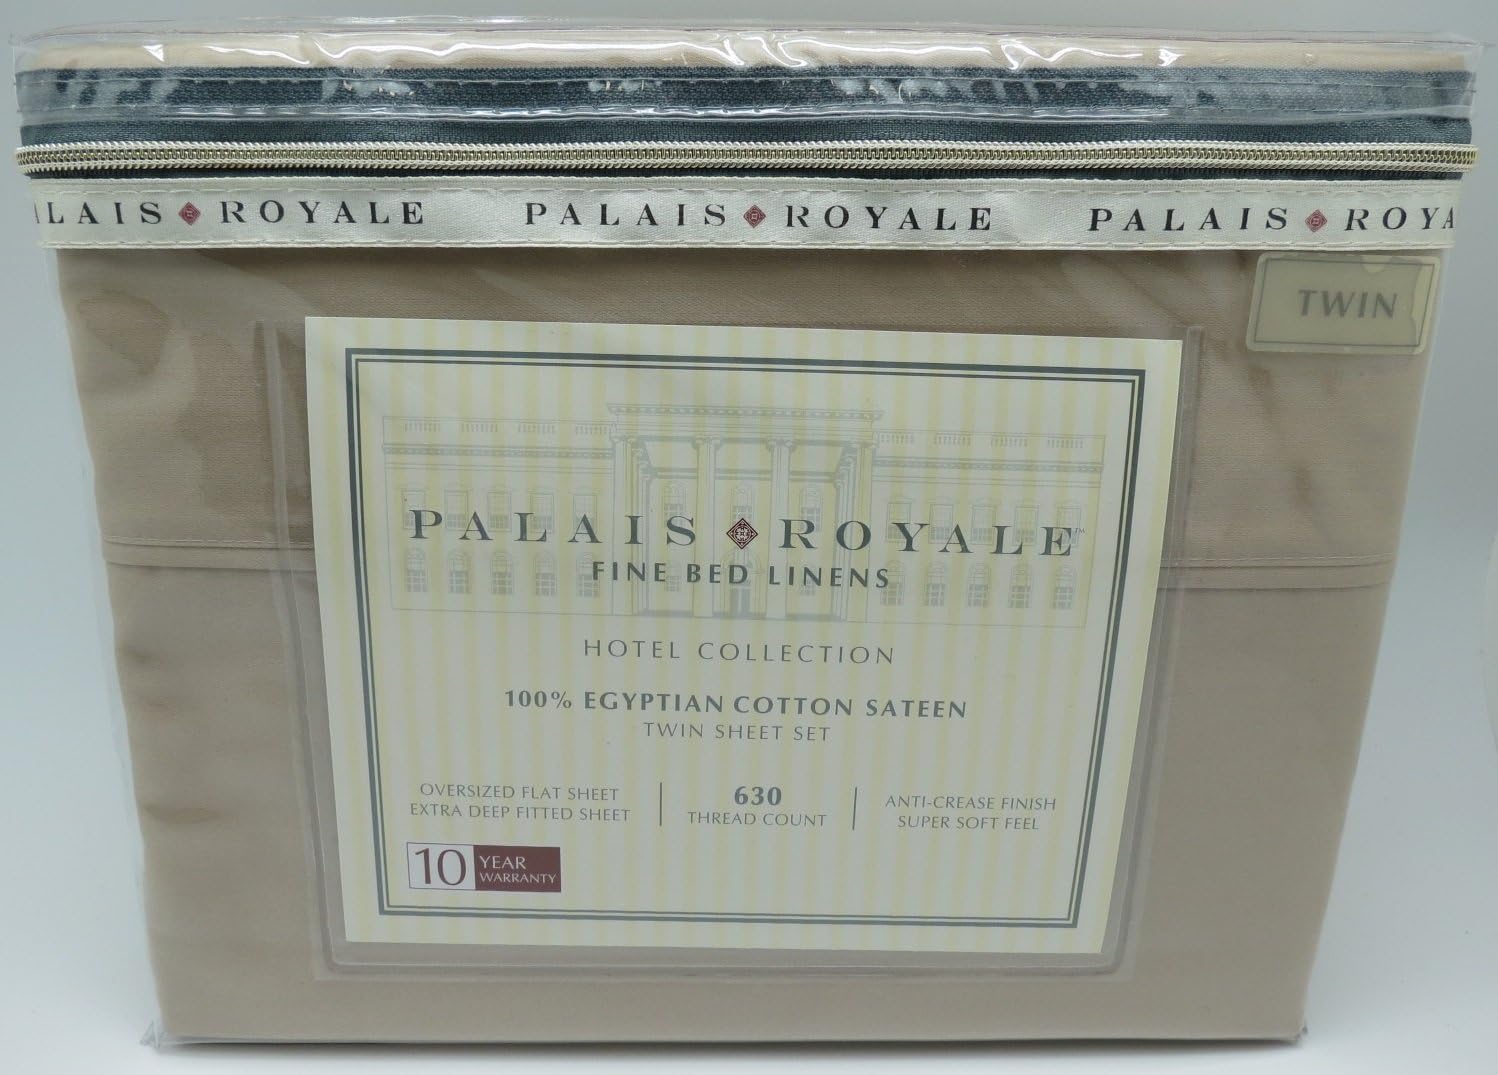 LAIS ROYALE PALAIS ROYALE PALAIS ROYA
TWIN
PALAIS ROYALE™
FINE BED LINENS
HOTEL COLLECTION
100% EGYPTIAN COTTON SATEEN
TWIN SHEET SET
OVERSIZED FLAT SHEET
EXTRA DEEP FITTED SHEET
630
THREAD COUNT
ANTI-CREASE FINISH
SUPER SOFT FEEL
10 YEAR
WARRANTY